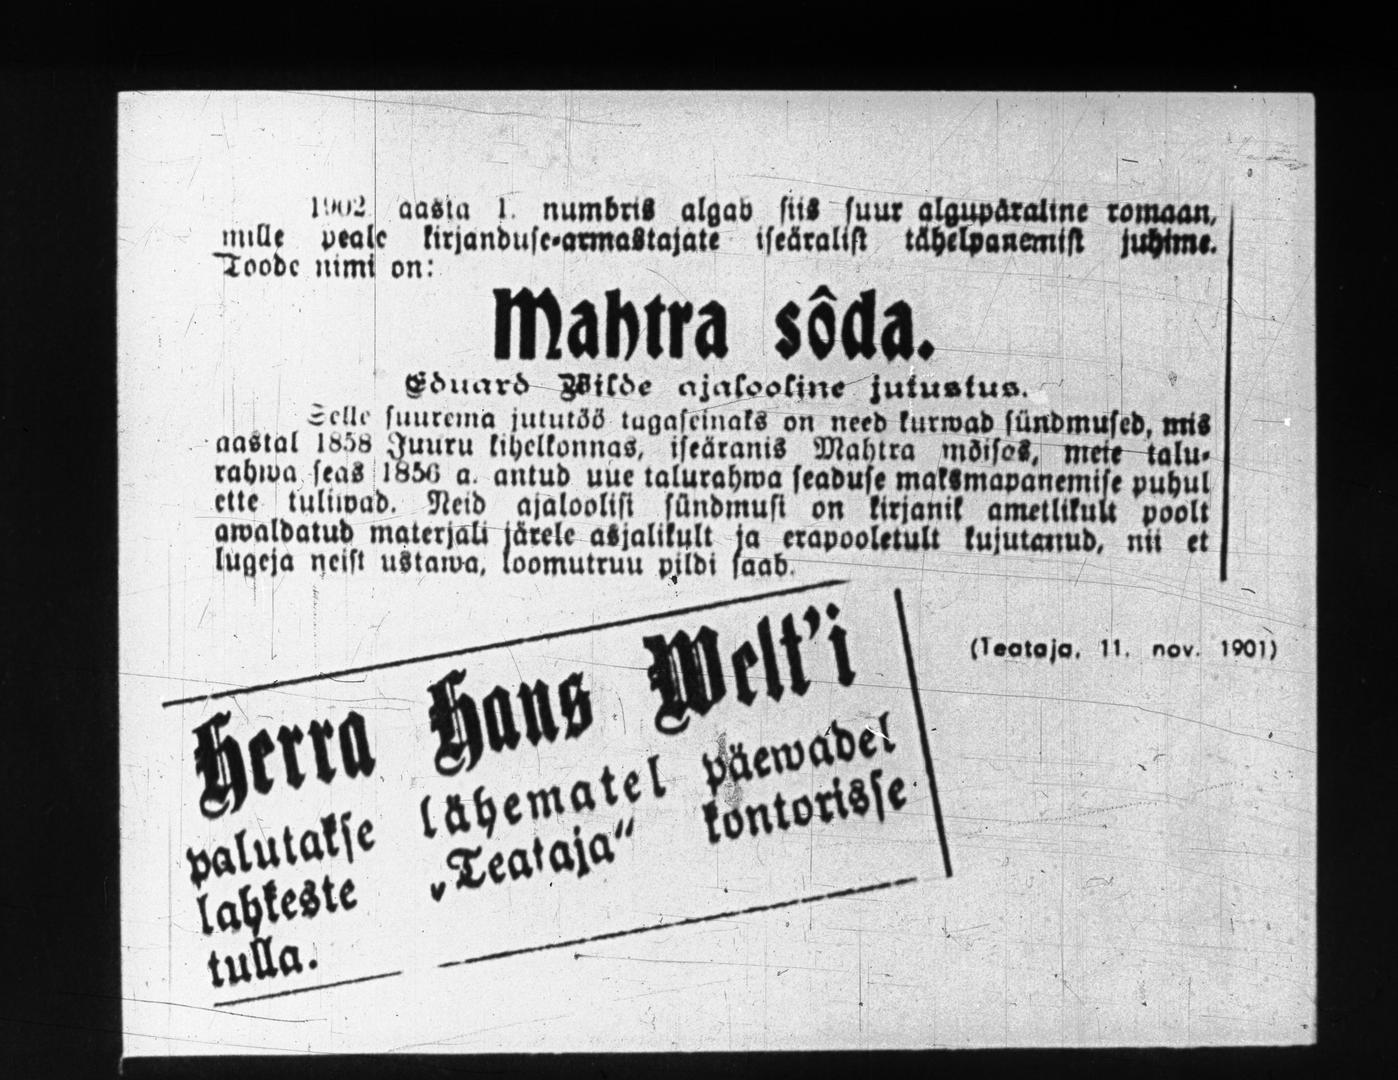 1902 aasta 1. numbris algab siis suur algupäraline romaan,
mille peale kirjanduse-armastajate iseäralist tähelpanemist juhime.
Toode nimi on:
Mahtra sôda.
Eduard Wilde ajalooline jutustus.
Selle suurema jututöö tagaseinaks on need kurwad sündmused, mis
aastal 1858 Juuru kihelkonnas, iseäranis Mahtra mõisas, meie talu-
rahwa seas 1856 a. antud uue talurahwa seaduse maksmapanemise puhul
ette tuliwad. Neid ajaloolisi sündmusi on kirjanik ametlikult poolt
awaldatud materjali järele asjalikult ja erapooletult kujutanud, nii et
lugeja neist ustawa, loomutruu pildi saab.
(Teataja, 11. nov. 1901)
Herra Hans Welt'i
palutakse lähematel päewadel
lahkeste „Teataja“ kontorisse
tulla.